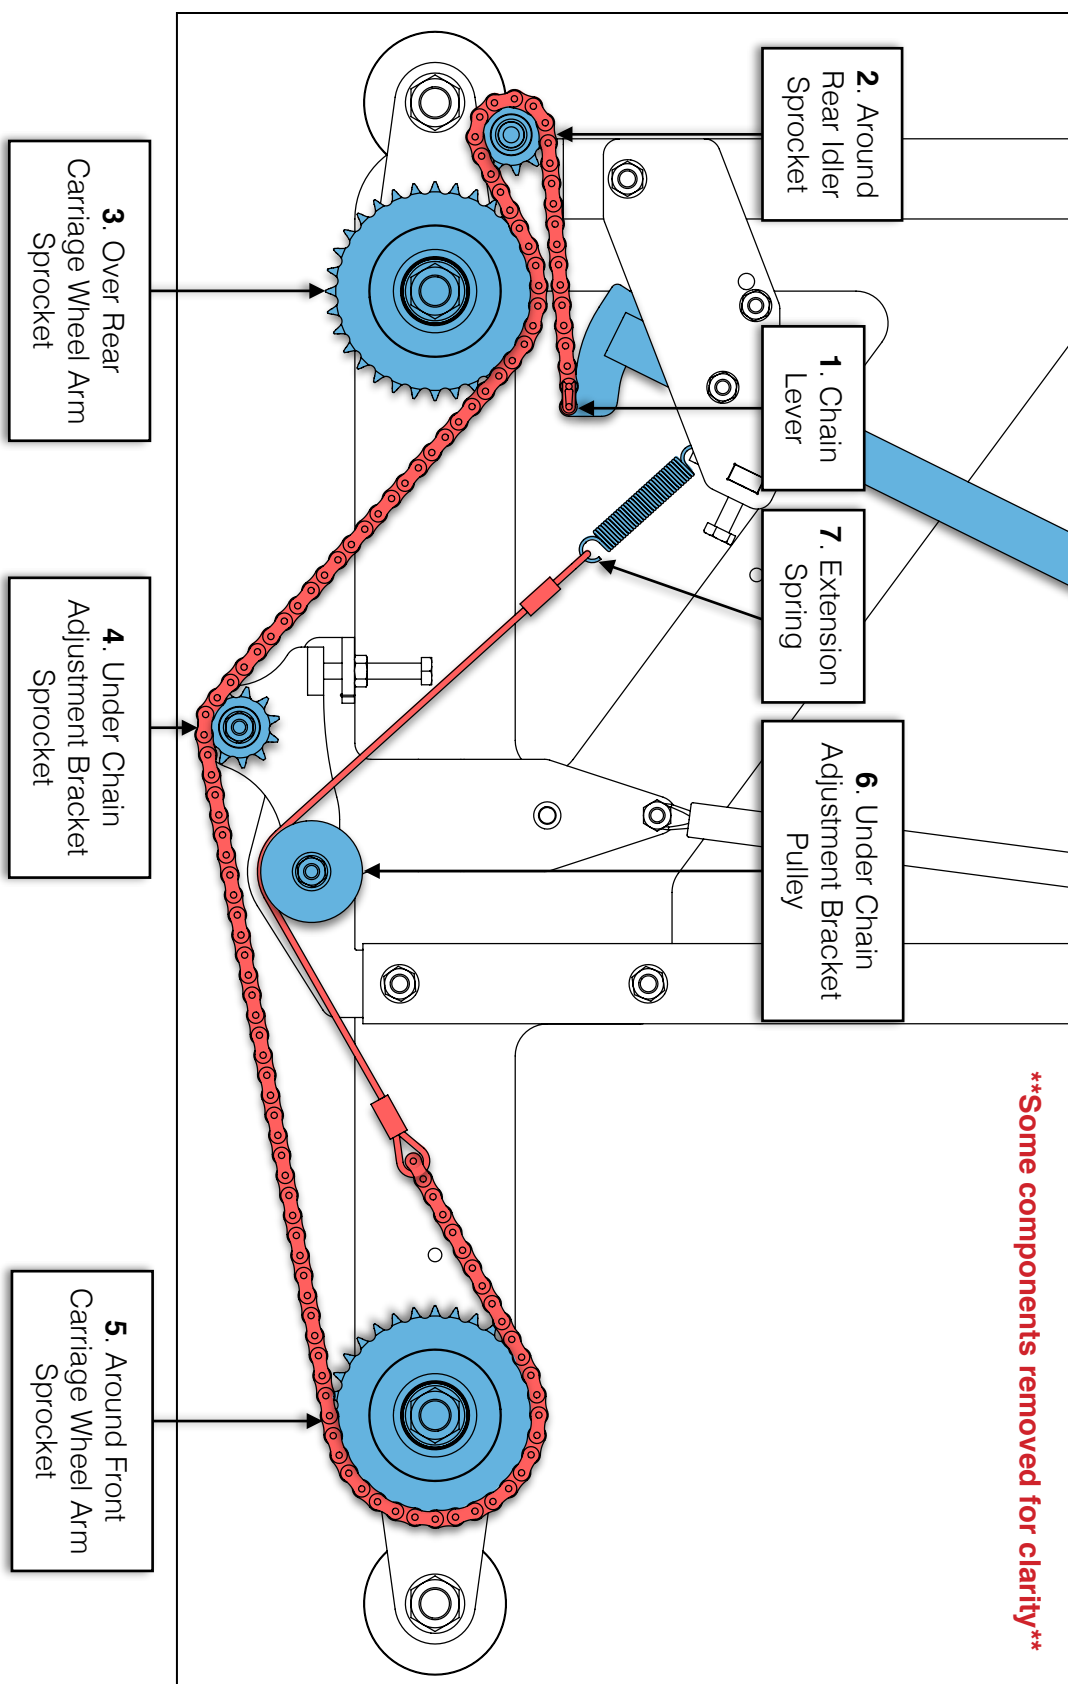 **Some components removed for clarity**
2. Around
Rear Idler
Sprocket
1. Chain
Lever
7. Extension
Spring
6. Under Chain
Adjustment Bracket
Pulley
3. Over Rear
Carriage Wheel Arm
Sprocket
4. Under Chain
Adjustment Bracket
Sprocket
5. Around Front
Carriage Wheel Arm
Sprocket